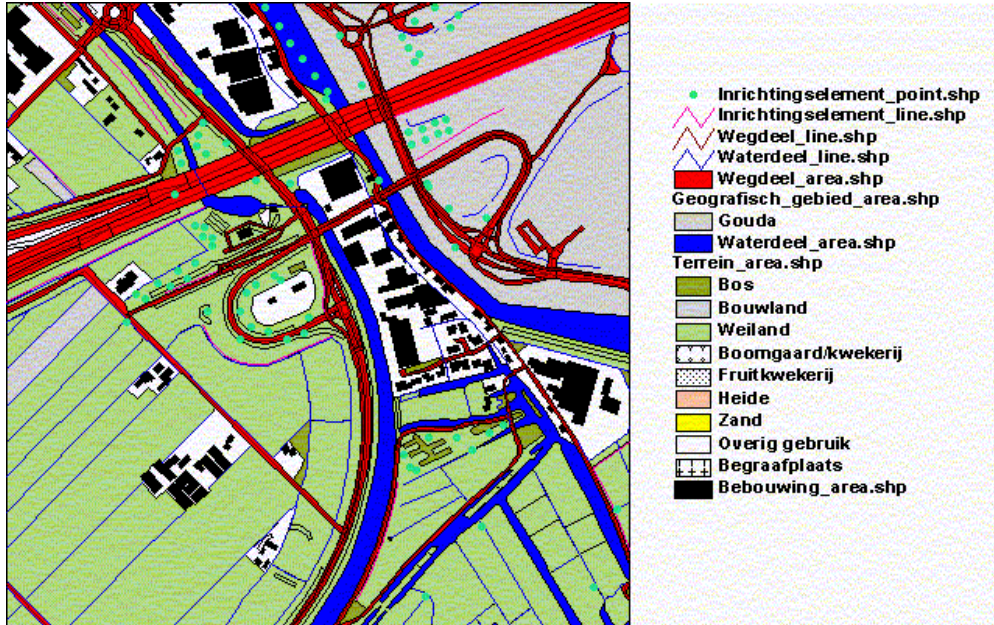 Inrichtingselement_point.shp
Inrichtingselement_line.shp
Wegdeel_line.shp
Waterdeel_line.shp
Wegdeel_area.shp
Geografisch_gebied_area.shp
Gouda
Waterdeel_area.shp
Terrein_area.shp
Bos
Bouwland
Weiland
Boomgaard/kwekerij
Fruitkwekerij
Heide
Zand
Overig gebruik
Begraafplaats
Bebouwing_area.shp